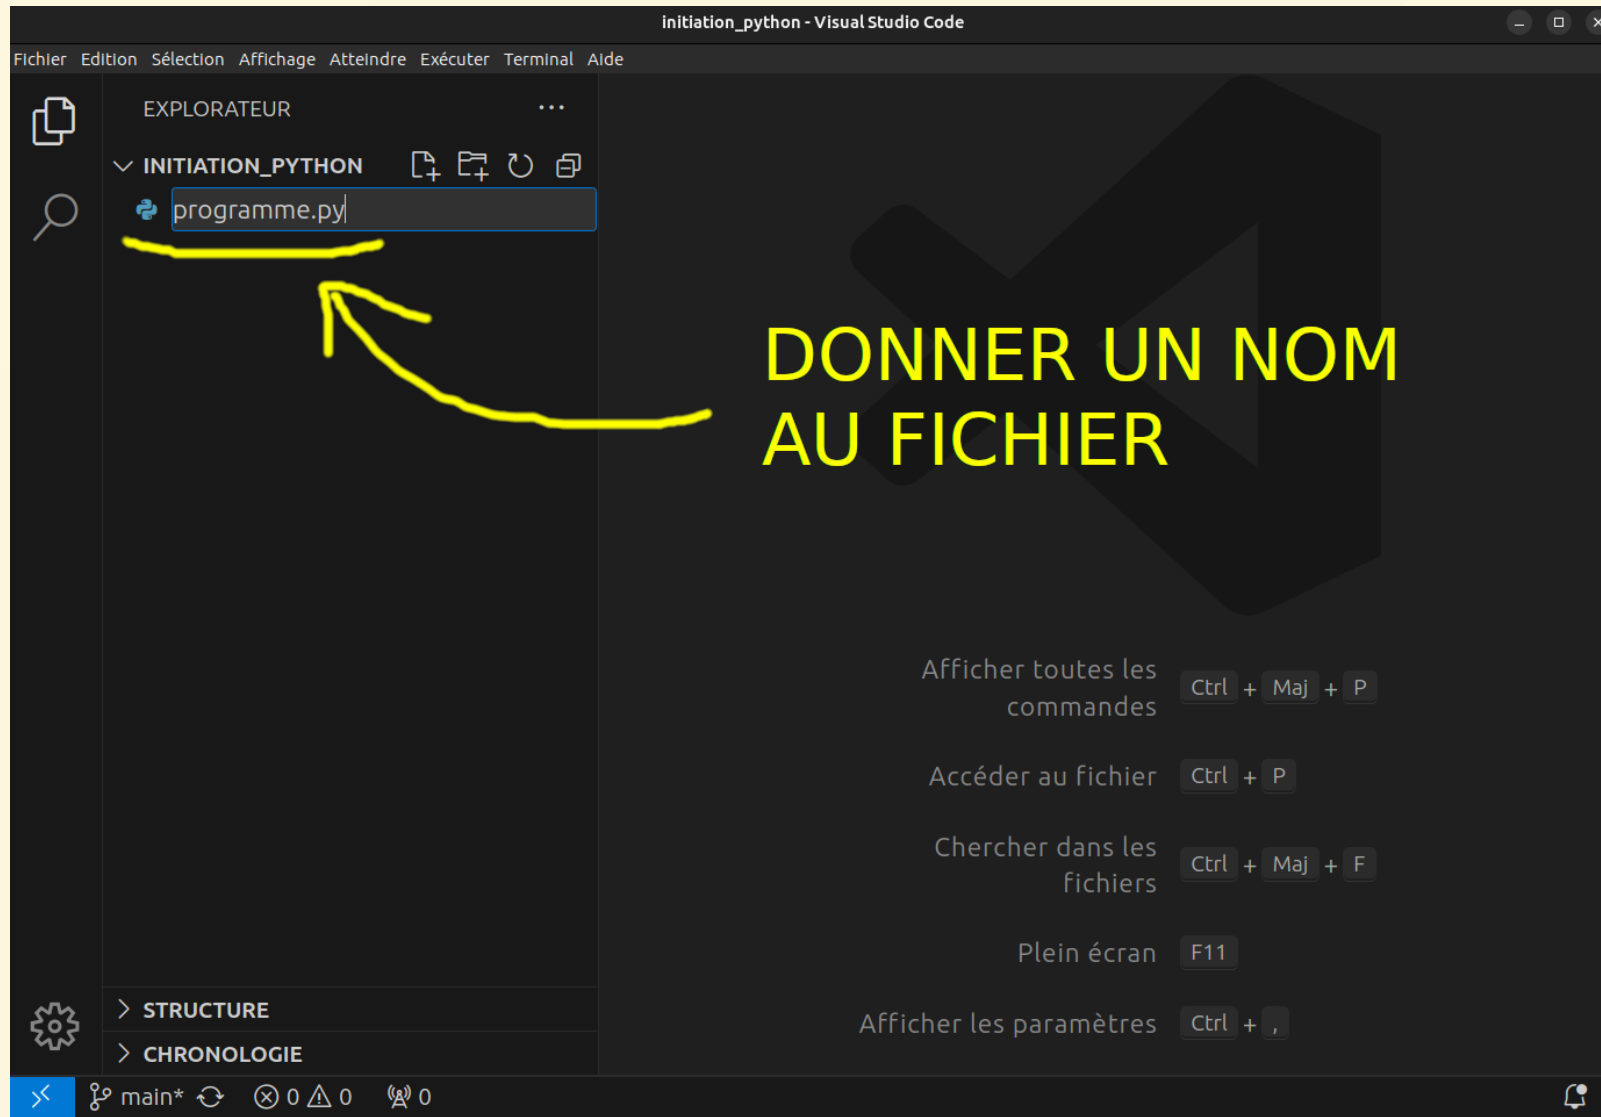 initiation_python - Visual Studio Code
Fichier Edition Sélection Affichage Atteindre Exécuter Terminal Aide
EXPLORATEUR
INITIATION_PYTHON
programme.py
DONNER UN NOM
AU FICHIER
Afficher toutes les
commandes
Ctrl + Maj + P
Accéder au fichier Ctrl + P
Chercher dans les
fichiers
Ctrl + Maj + F
Plein écran F11
Afficher les paramètres Ctrl + ,
STRUCTURE
CHRONOLOGIE
main* 0 0 0